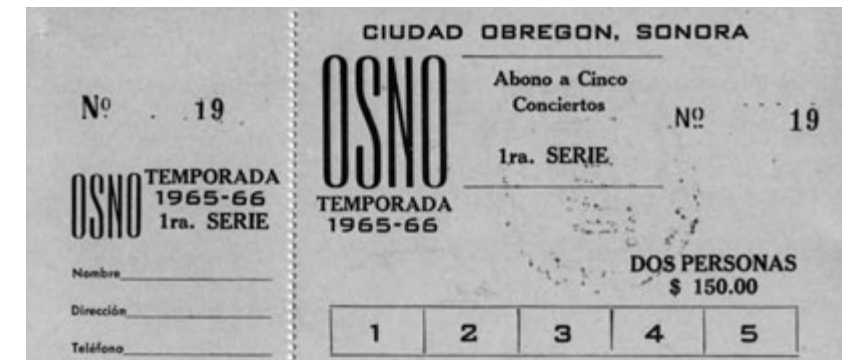 Nº 19
OSNO
TEMPORADA
1965-66
1ra. SERIE
Nombre
Dirección
Teléfono
CIUDAD OBREGON, SONORA
OSNO
TEMPORADA
1965-66
Abono a Cinco
Conciertos
1ra. SERIE
Nº 19
DOS PERSONAS
$ 150.00
1 2 3 4 5